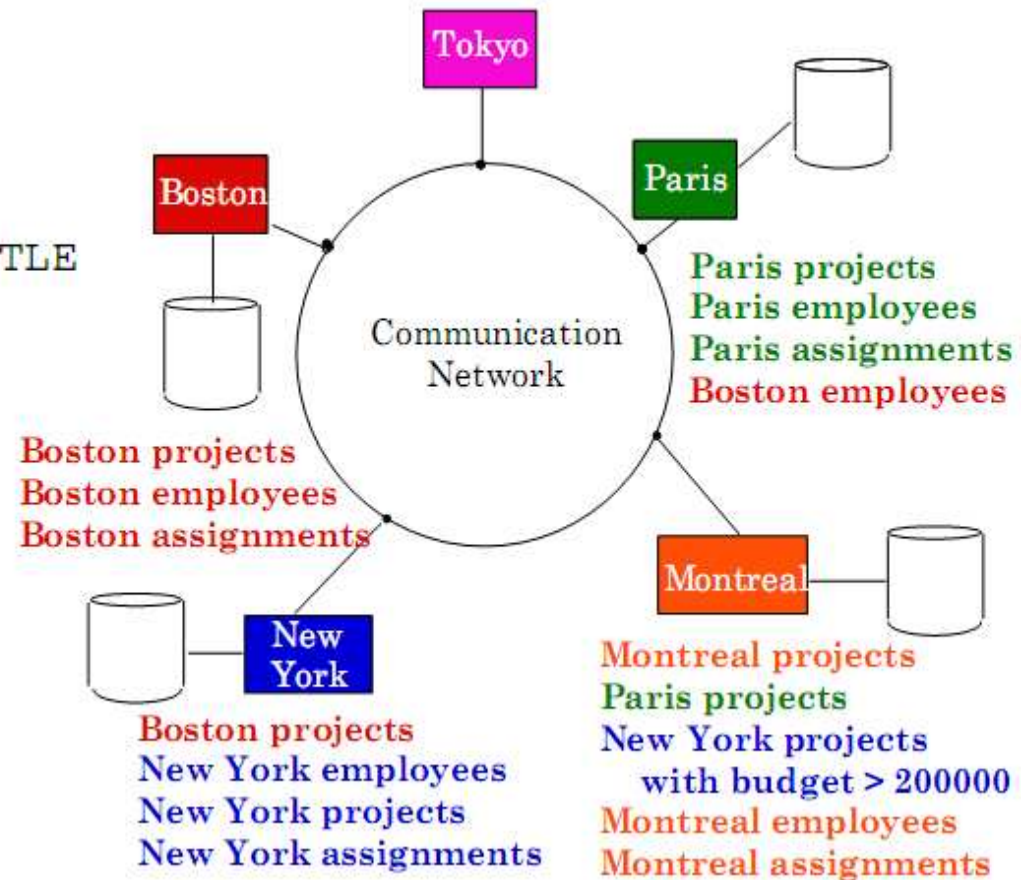 Tokyo
Paris
Boston
TLE
Communication
Network
Paris projects
Paris employees
Paris assignments
Boston employees
Boston projects
Boston employees
Boston assignments
Montreal
New
York
Montreal projects
Paris projects
New York projects
with budget > 200000
Montreal employees
Montreal assignments
Boston projects
New York employees
New York projects
New York assignments